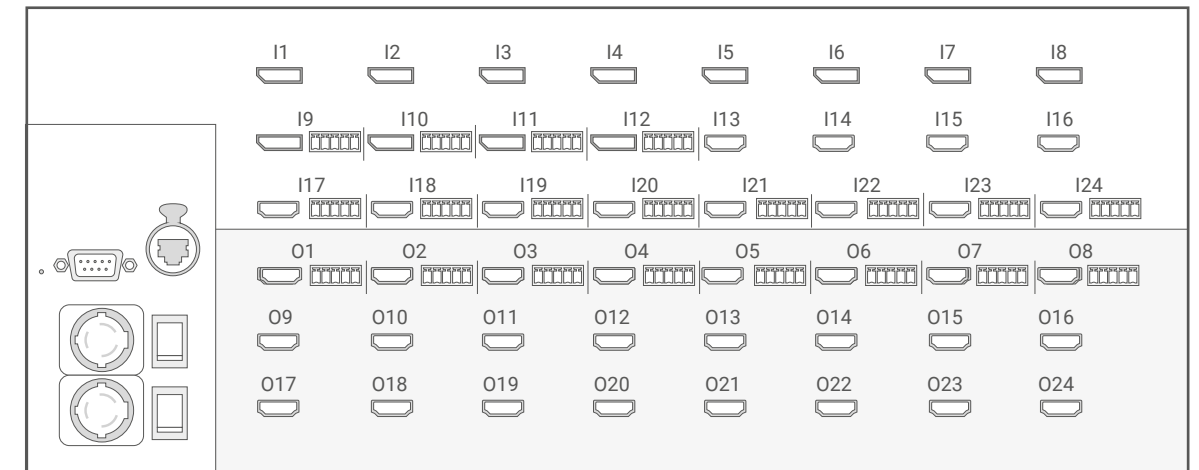 I1 I2 I3 I4 I5 I6 I7 I8
I9 I10 I11 I12 I13 I14 I15 I16
I17 I18 I19 I20 I21 I22 I23 I24
O1 O2 O3 O4 O5 O6 O7 O8
O9 O10 O11 O12 O13 O14 O15 O16
O17 O18 O19 O20 O21 O22 O23 O24